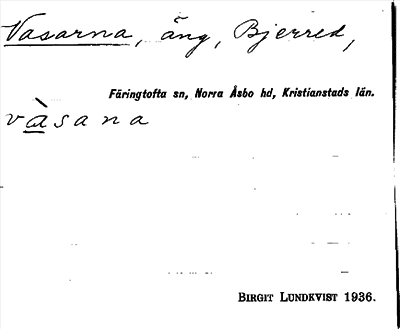 Vasarna, äng, Bjerred,
Färingtofta sn, Norra Åsbo hd, Kristianstads län.
vàsana
BIRGIT LUNDKVIST 1936.